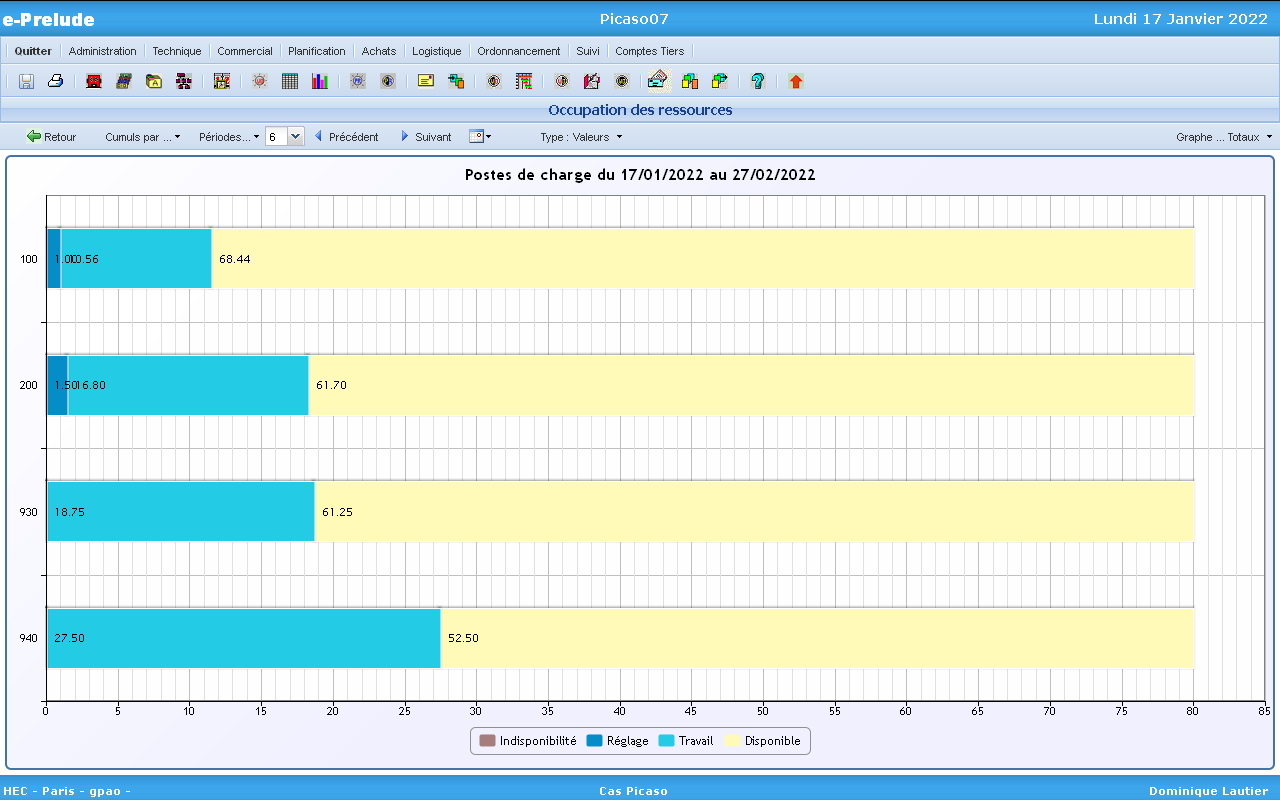 e-Prelude Picaso07 Lundi 17 Janvier 2022
Quitter Administration Technique Commercial Planification Achats Logistique Ordonnancement Suivi Comptes Tiers
Occupation des ressources
Retour Cumuls par ... Périodes... 6 Précédent Suivant Type : Valeurs Graphe ... Totaux
Postes de charge du 17/01/2022 au 27/02/2022
100 1.00 10.56 68.44
200 1.50 16.80 61.70
930 18.75 61.25
940 27.50 52.50
0 5 10 15 20 25 30 35 40 45 50 55 60 65 70 75 80 85
Indisponibilité Réglage Travail Disponible
HEC - Paris - gpao - Cas Picaso Dominique Lautier